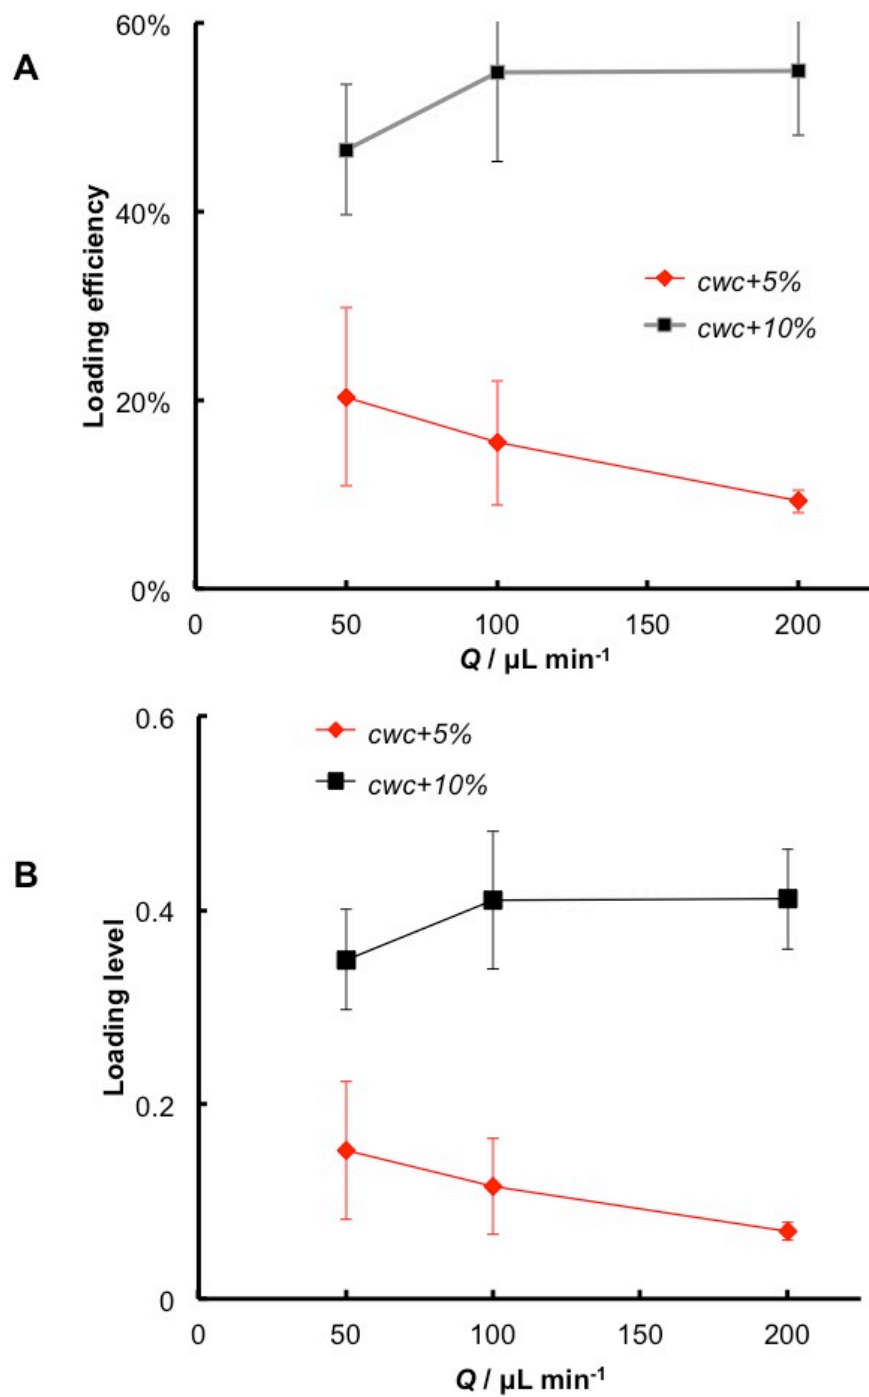 A
60%
40%
20%
0%
Loading efficiency
cwc+5%
cwc+10%
0 50 100 150 200
Q / µL min-1
B
0.6
0.4
0.2
0
Loading level
cwc+5%
cwc+10%
0 50 100 150 200
Q / µL min-1